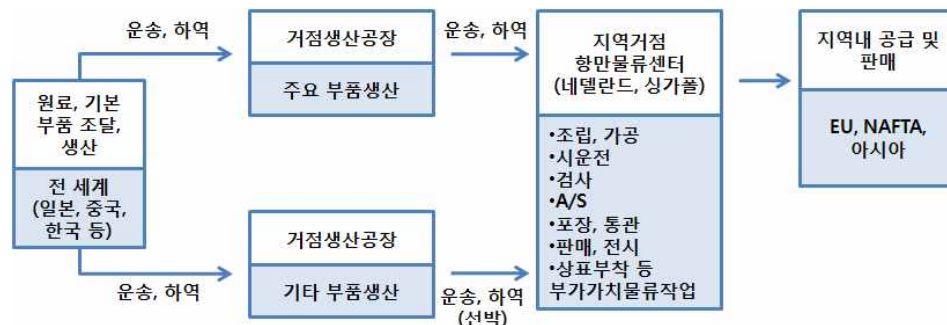 운송, 하역
거점생산공장
주요 부품생산
운송, 하역
원료, 기본
부품 조달,
생산
전 세계
(일본, 중국,
한국 등)
운송, 하역
거점생산공장
기타 부품생산
운송, 하역
(선박)
지역거점
항만물류센터
(네델란드, 싱가폴)
•조립, 가공
•시운전
•검사
•A/S
•포장, 통관
•판매, 전시
•상표부착 등
부가가치물류작업
지역내 공급 및
판매
EU, NAFTA,
아시아